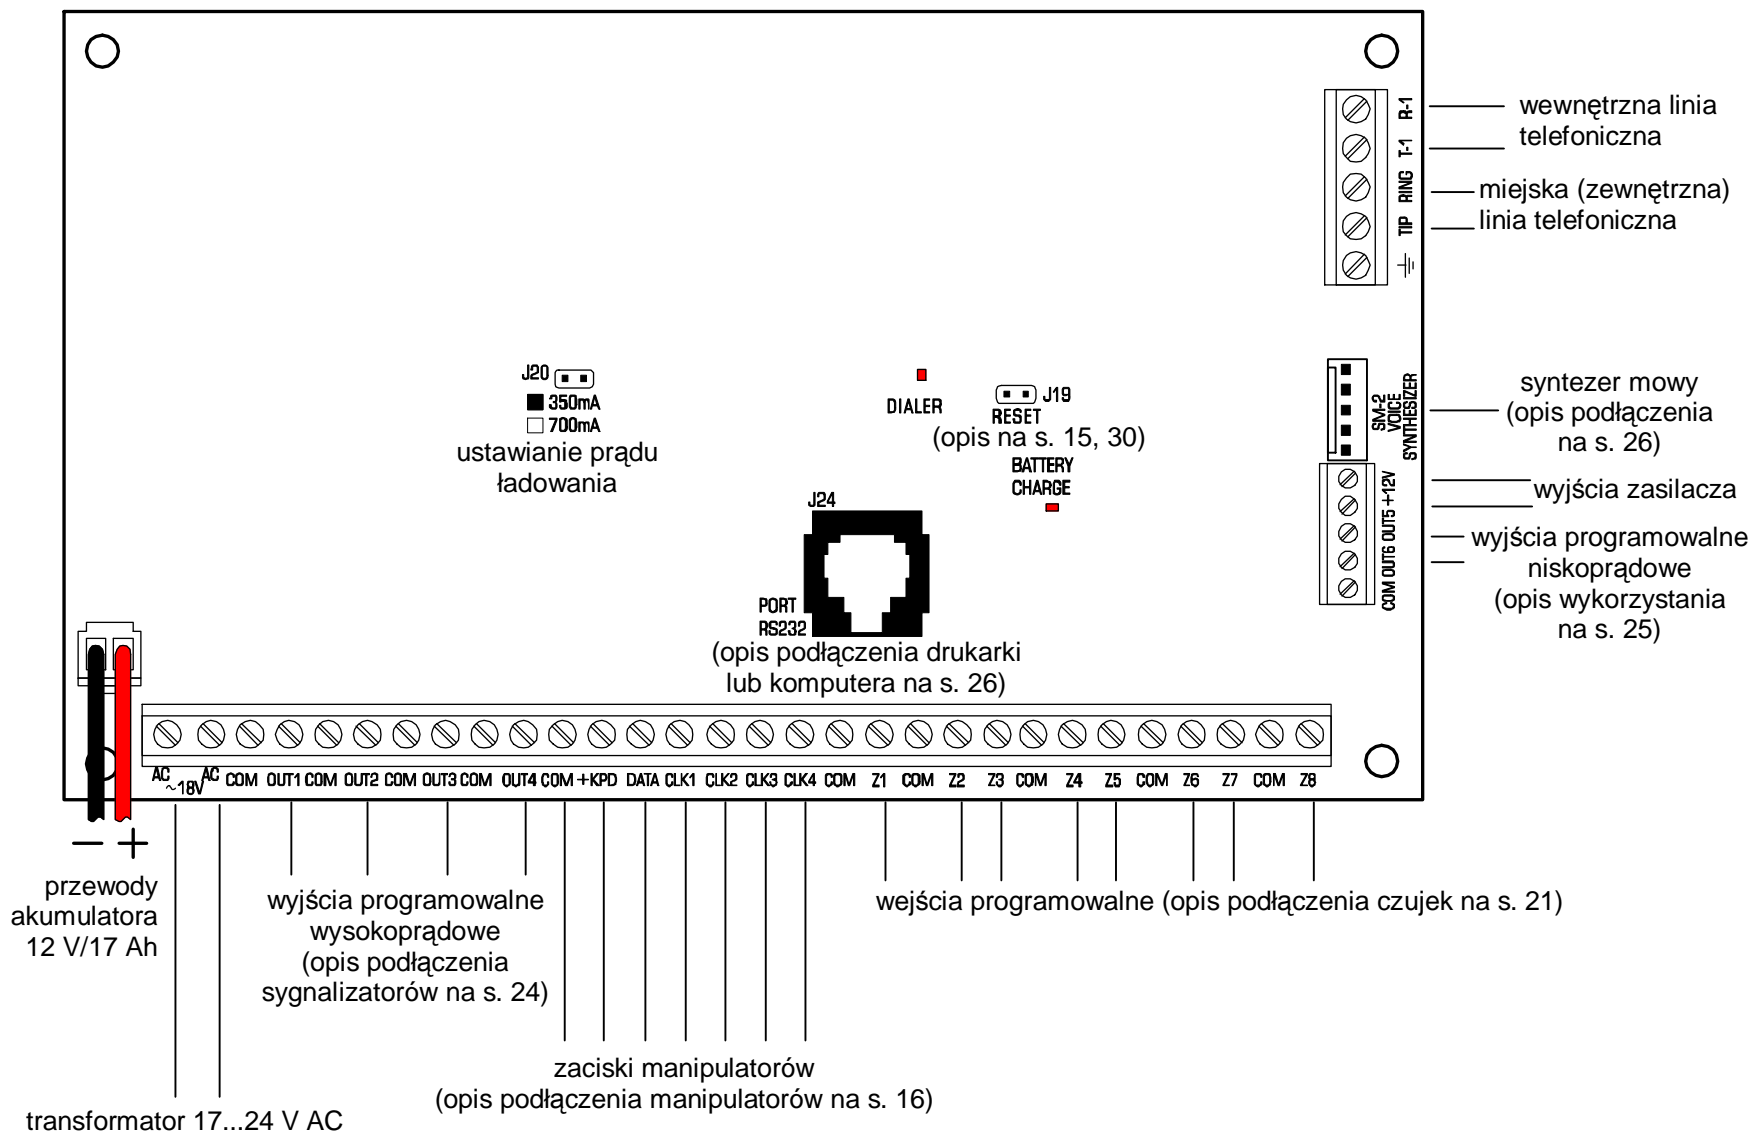 R-1
T-1
RING
TIP
wewnętrzna linia
telefoniczna
miejska (zewnętrzna)
linia telefoniczna
J20
350mA
700mA
ustawianie prądu
ładowania
DIALER
J19
RESET
(opis na s. 15, 30)
BATTERY
CHARGE
SM-2
VOICE
SYNTHESIZER
syntezer mowy
(opis podłączenia
na s. 26)
COM OUT6 OUT5 +12V
wyjścia zasilacza
wyjścia programowalne
niskoprądowe
(opis wykorzystania
na s. 25)
J24
PORT
RS232
(opis podłączenia drukarki
lub komputera na s. 26)
AC ~18V AC COM OUT1 COM OUT2 COM OUT3 COM OUT4 COM +KPD DATA CLK1 CLK2 CLK3 CLK4 COM Z1 COM Z2 Z3 COM Z4 Z5 COM Z6 Z7 COM Z8
− +
przewody
akumulatora
12 V/17 Ah
wyjścia programowalne
wysokoprądowe
(opis podłączenia
sygnalizatorów na s. 24)
wejścia programowalne (opis podłączenia czujek na s. 21)
zaciski manipulatorów
(opis podłączenia manipulatorów na s. 16)
transformator 17...24 V AC